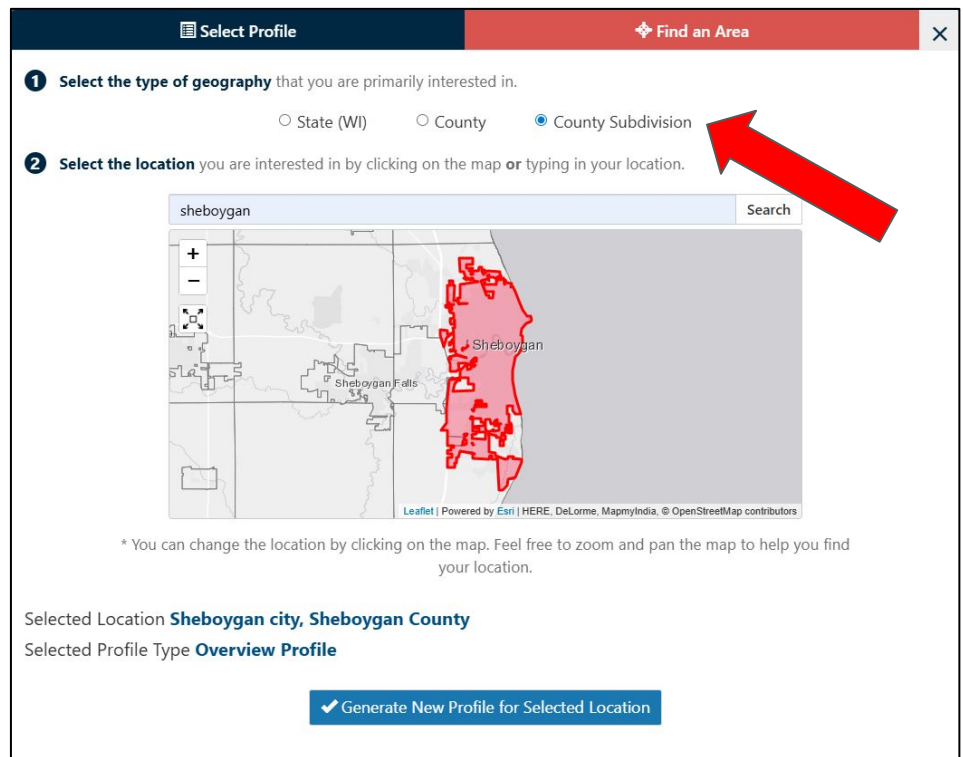 Select Profile
Find an Area
×
1 Select the type of geography that you are primarily interested in.
State (WI) County County Subdivision
2 Select the location you are interested in by clicking on the map or typing in your location.
sheboygan
Search
+
−
Sheboygan
Sheboygan Falls
Leaflet | Powered by Esri | HERE, DeLorme, MapmyIndia, © OpenStreetMap contributors
* You can change the location by clicking on the map. Feel free to zoom and pan the map to help you find
your location.
Selected Location Sheboygan city, Sheboygan County
Selected Profile Type Overview Profile
Generate New Profile for Selected Location